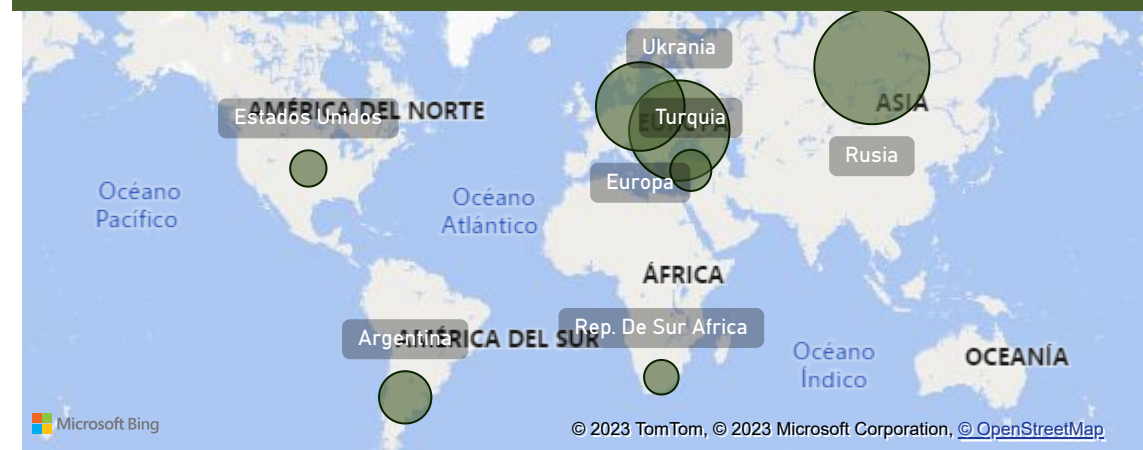 Ukrania
AMÉRICA DEL NORTE
Estados Unidos
EUROPA
Turquia
ASIA
Rusia
Europa
Océano
Pacífico
Océano
Atlántico
ÁFRICA
Rep. De Sur Africa
Argentina
AMÉRICA DEL SUR
Océano
Índico
OCEANÍA
Microsoft Bing
© 2023 TomTom, © 2023 Microsoft Corporation, © OpenStreetMap